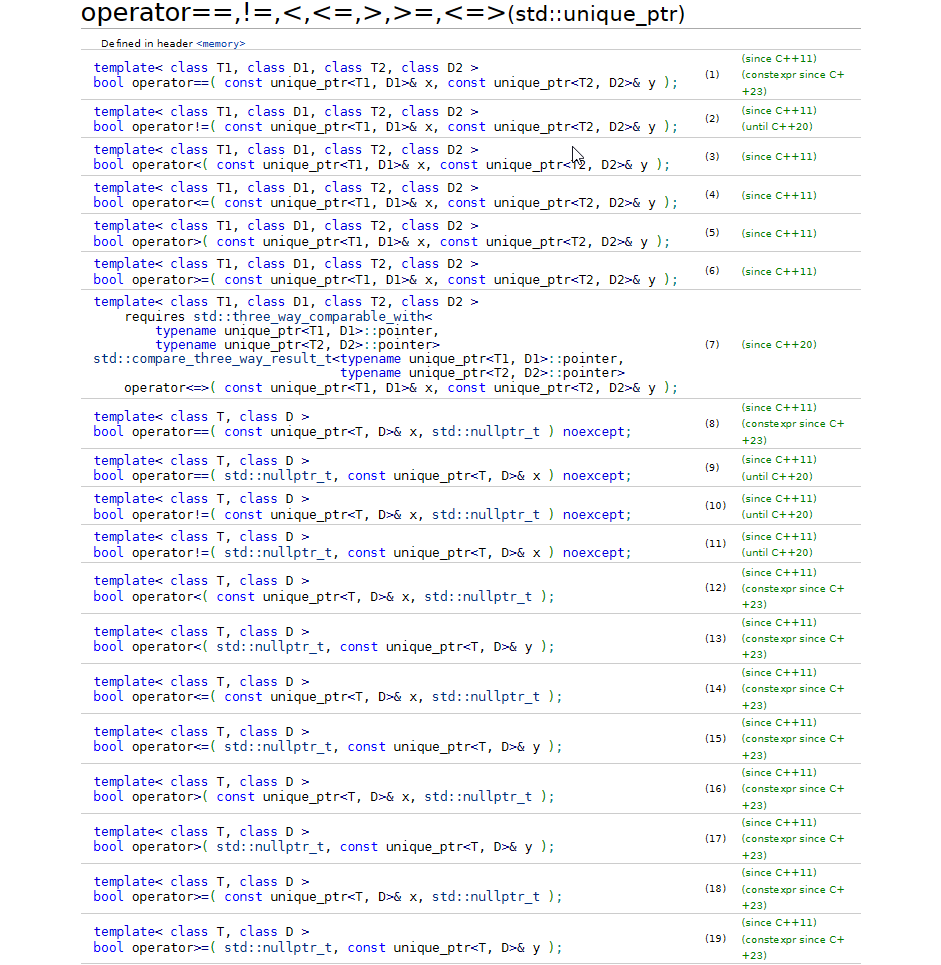 operator==,!=,<,<=,>,>=,<=>(std::unique_ptr)
Defined in header <memory>
template< class T1, class D1, class T2, class D2 >
bool operator==( const unique_ptr<T1, D1>& x, const unique_ptr<T2, D2>& y );
(1)
(since C++11)
(constexpr since C+
+23)
template< class T1, class D1, class T2, class D2 >
bool operator!=( const unique_ptr<T1, D1>& x, const unique_ptr<T2, D2>& y );
(2)
(since C++11)
(until C++20)
template< class T1, class D1, class T2, class D2 >
bool operator<( const unique_ptr<T1, D1>& x, const unique_ptr<T2, D2>& y );
(3)
(since C++11)
template< class T1, class D1, class T2, class D2 >
bool operator<=( const unique_ptr<T1, D1>& x, const unique_ptr<T2, D2>& y );
(4)
(since C++11)
template< class T1, class D1, class T2, class D2 >
bool operator>( const unique_ptr<T1, D1>& x, const unique_ptr<T2, D2>& y );
(5)
(since C++11)
template< class T1, class D1, class T2, class D2 >
bool operator>=( const unique_ptr<T1, D1>& x, const unique_ptr<T2, D2>& y );
(6)
(since C++11)
template< class T1, class D1, class T2, class D2 >
requires std::three_way_comparable_with<
typename unique_ptr<T1, D1>::pointer,
typename unique_ptr<T2, D2>::pointer>
std::compare_three_way_result_t<typename unique_ptr<T1, D1>::pointer,
typename unique_ptr<T2, D2>::pointer>
operator<=>( const unique_ptr<T1, D1>& x, const unique_ptr<T2, D2>& y );
(7)
(since C++20)
template< class T, class D >
bool operator==( const unique_ptr<T, D>& x, std::nullptr_t ) noexcept;
(8)
(since C++11)
(constexpr since C+
+23)
template< class T, class D >
bool operator==( std::nullptr_t, const unique_ptr<T, D>& x ) noexcept;
(9)
(since C++11)
(until C++20)
template< class T, class D >
bool operator!=( const unique_ptr<T, D>& x, std::nullptr_t ) noexcept;
(10)
(since C++11)
(until C++20)
template< class T, class D >
bool operator!=( std::nullptr_t, const unique_ptr<T, D>& x ) noexcept;
(11)
(since C++11)
(until C++20)
template< class T, class D >
bool operator<( const unique_ptr<T, D>& x, std::nullptr_t );
(12)
(since C++11)
(constexpr since C+
+23)
template< class T, class D >
bool operator<( std::nullptr_t, const unique_ptr<T, D>& y );
(13)
(since C++11)
(constexpr since C+
+23)
template< class T, class D >
bool operator<=( const unique_ptr<T, D>& x, std::nullptr_t );
(14)
(since C++11)
(constexpr since C+
+23)
template< class T, class D >
bool operator<=( std::nullptr_t, const unique_ptr<T, D>& y );
(15)
(since C++11)
(constexpr since C+
+23)
template< class T, class D >
bool operator>( const unique_ptr<T, D>& x, std::nullptr_t );
(16)
(since C++11)
(constexpr since C+
+23)
template< class T, class D >
bool operator>( std::nullptr_t, const unique_ptr<T, D>& y );
(17)
(since C++11)
(constexpr since C+
+23)
template< class T, class D >
bool operator>=( const unique_ptr<T, D>& x, std::nullptr_t );
(18)
(since C++11)
(constexpr since C+
+23)
template< class T, class D >
bool operator>=( std::nullptr_t, const unique_ptr<T, D>& y );
(19)
(since C++11)
(constexpr since C+
+23)